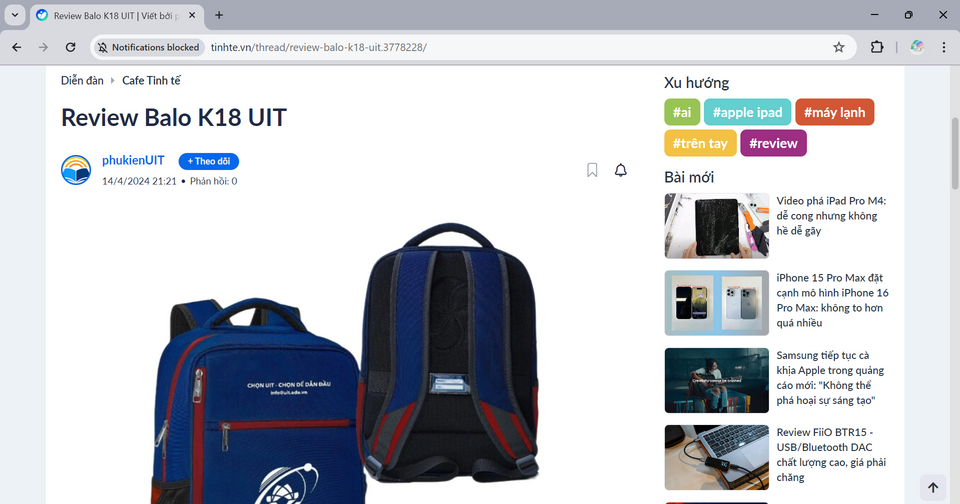 Review Balo K18 UIT | Viết bởi p
Notifications blocked
tinhte.vn/thread/review-balo-k18-uit.3778228/
Diễn đàn
Cafe Tinh tế
Review Balo K18 UIT
phukienUIT
+ Theo dõi
14/4/2024 21:21 • Phản hồi: 0
CHỌN UIT - CHỌN ĐỂ DẪN ĐẦU
info@uit.edu.vn
Xu hướng
#ai
#apple ipad
#máy lạnh
#trên tay
#review
Bài mới
Video phá iPad Pro M4:
dễ cong nhưng không
hề dễ gãy
iPhone 15 Pro Max đặt
cạnh mô hình iPhone 16
Pro Max: không to hơn
quá nhiều
Samsung tiếp tục cà
khịa Apple trong quảng
cáo mới: "Không thể
phá hoại sự sáng tạo"
Review FiiO BTR15 -
USB/Bluetooth DAC
chất lượng cao, giá phải
chăng